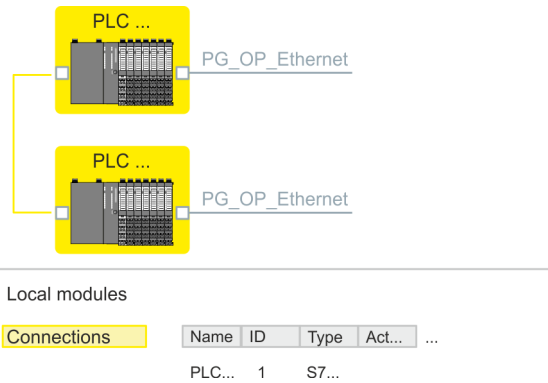 PLC ...
PG_OP_Ethernet
PLC ...
PG_OP_Ethernet
Local modules
Connections Name ID Type Act... ...
PLC... 1 S7...